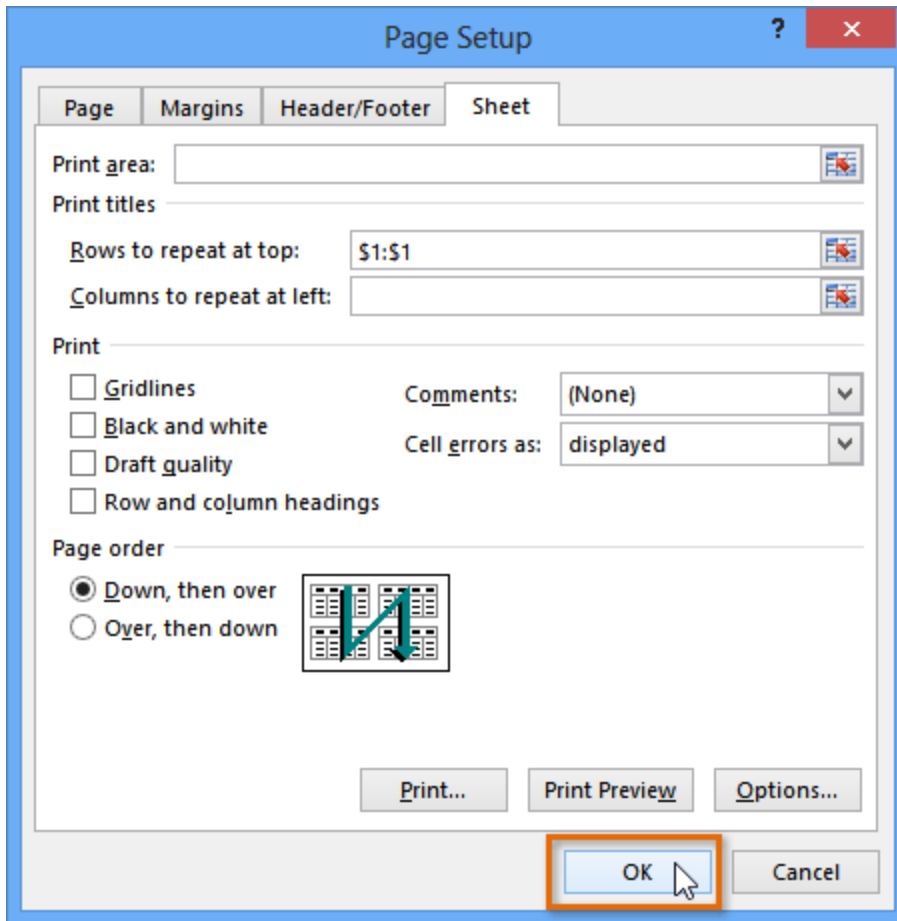 Page Setup ?
Page Margins Header/Footer Sheet
Print area:
Print titles
Rows to repeat at top: $1:$1
Columns to repeat at left:
Print
Gridlines Comments: (None)
Black and white
Cell errors as: displayed
Draft quality
Row and column headings
Page order
Down, then over
Over, then down
Print... Print Preview Options...
OK Cancel